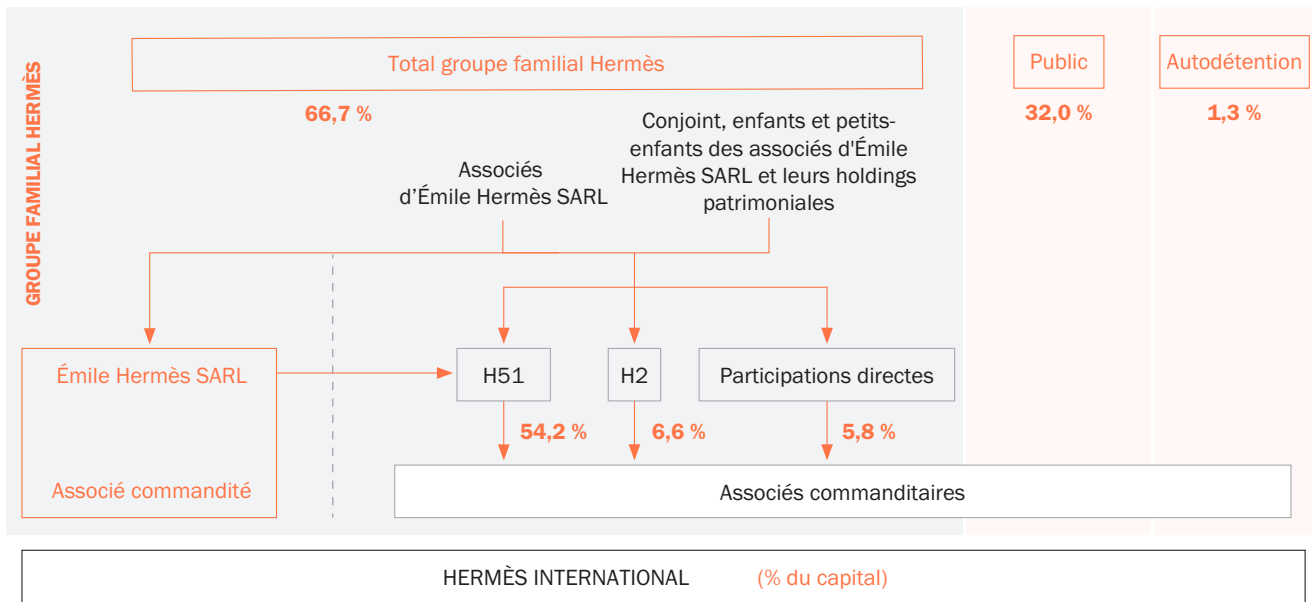 GROUPE FAMILIAL HERMÈS
Total groupe familial Hermès
66,7 %
Public
32,0 %
Autodétention
1,3 %
Associés
d’Émile Hermès SARL
Conjoint, enfants et petits-
enfants des associés d'Émile
Hermès SARL et leurs holdings
patrimoniales
Émile Hermès SARL
Associé commandité
H51
H2
Participations directes
54,2 %
6,6 %
5,8 %
Associés commanditaires
HERMÈS INTERNATIONAL (% du capital)